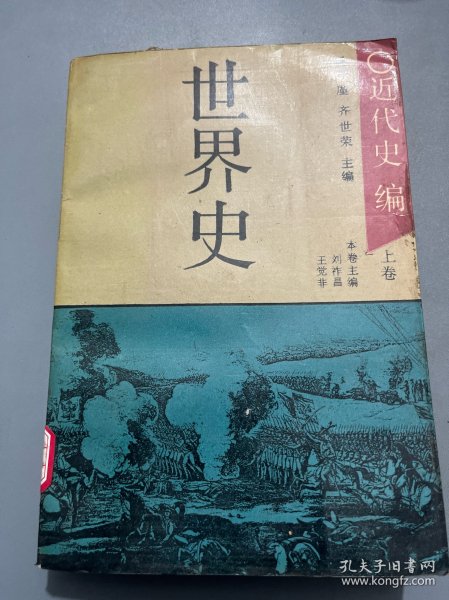 世界史
近代史编
上卷
齐世荣 主编
本卷主编
刘祚昌
王觉非
孔夫子旧书网
www.kongfz.com